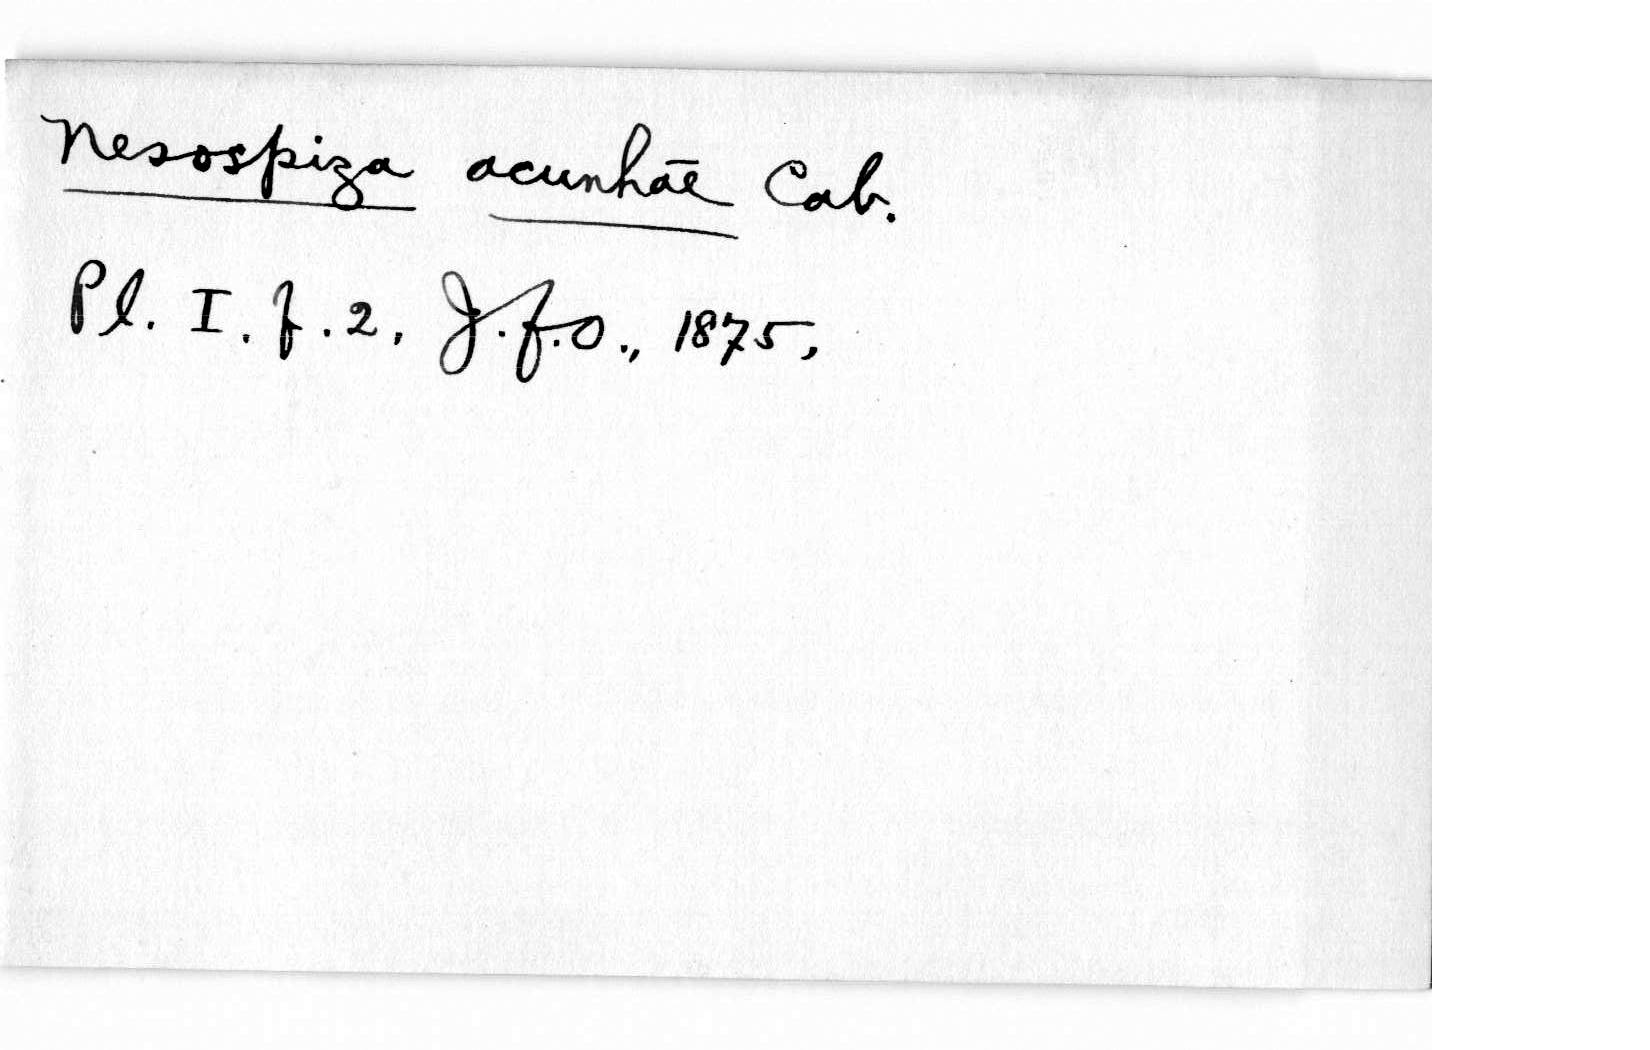 Nesospiza acunhae Cab.
Pl. I. f. 2. J.f.O., 1875,